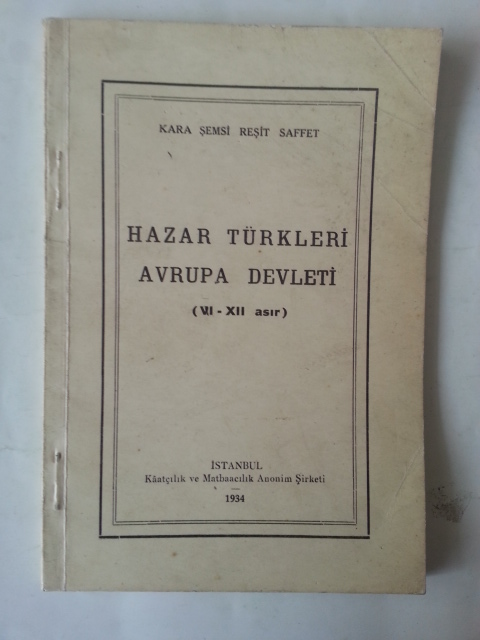 KARA ŞEMSİ REŞİT SAFFET
HAZAR TÜRKLERİ
AVRUPA DEVLETİ
(VI - XII asır)
İSTANBUL
Kâatçılık ve Matbaacılık Anonim Şirketi
1934